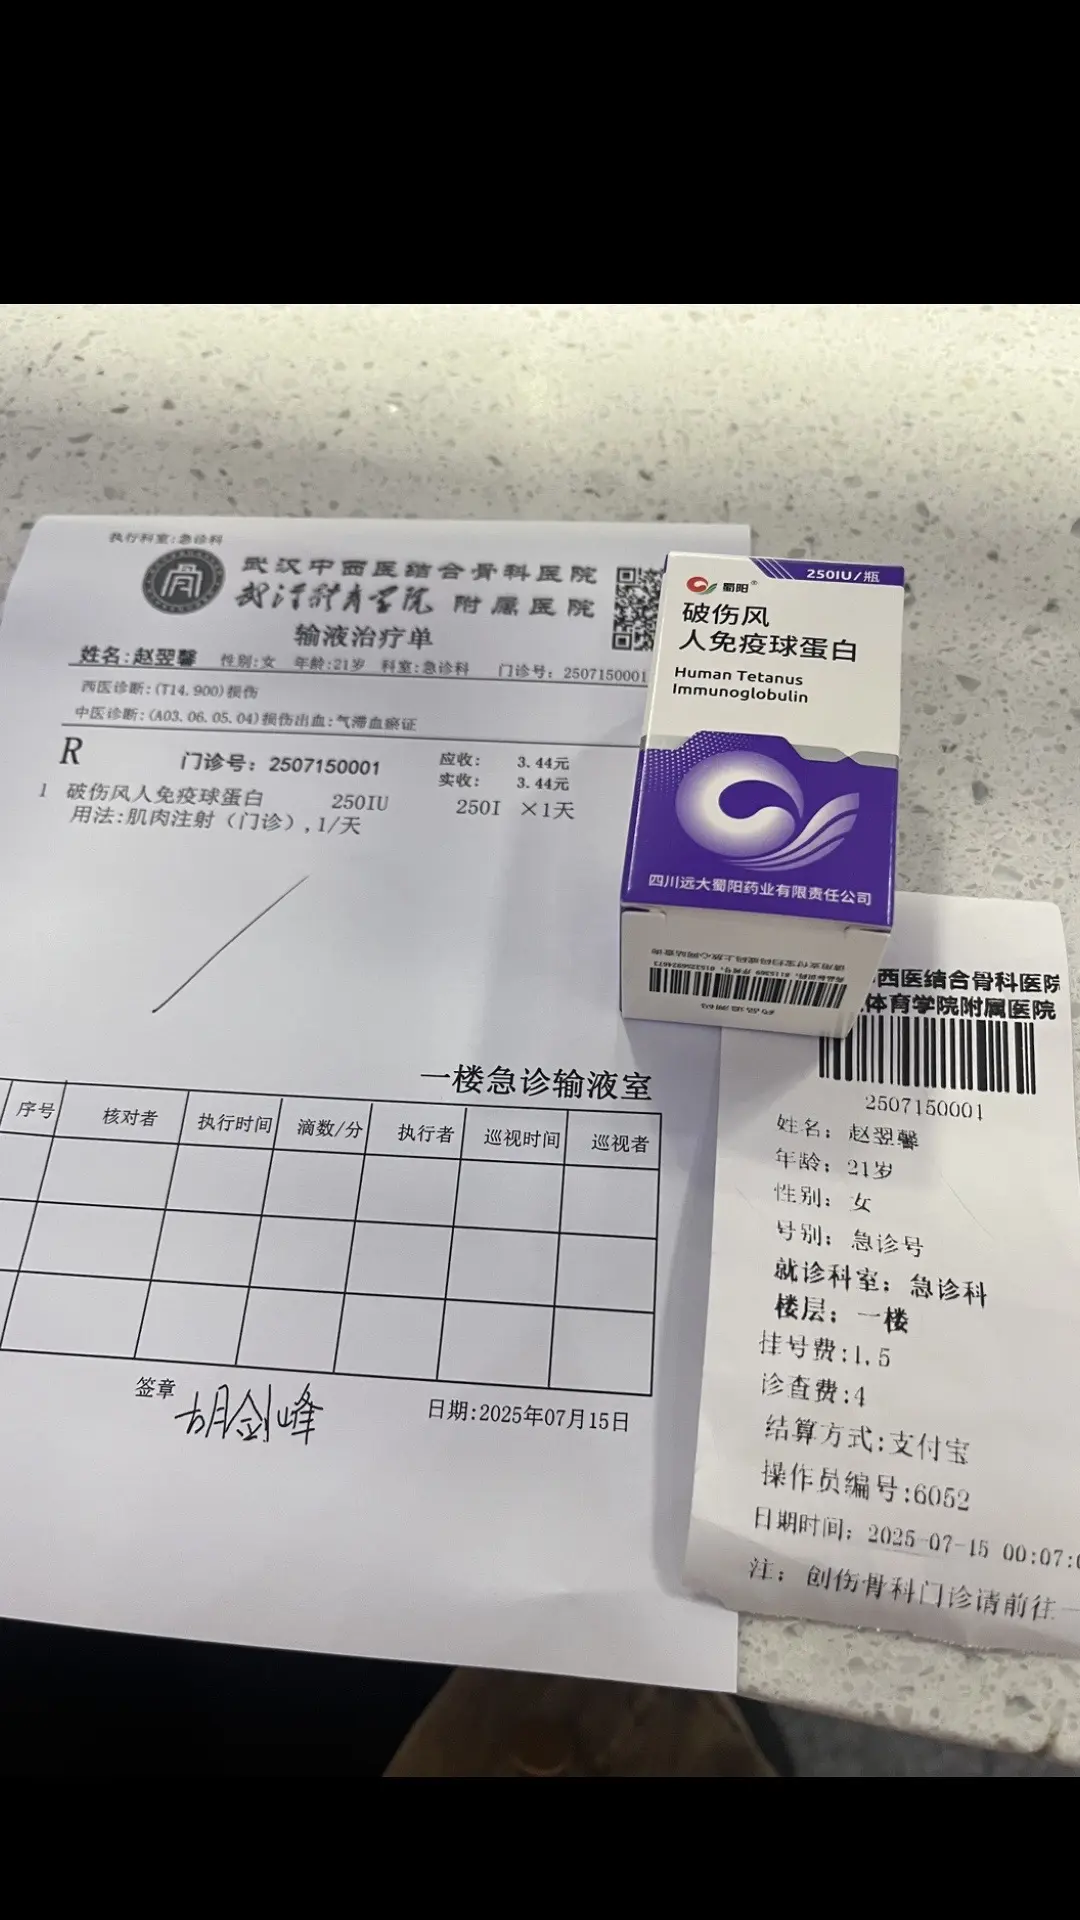 执行科室:急诊科
武汉中西医结合骨科医院
武汉体育学院 附属医院
输液治疗单
姓名:赵翌馨 性别:女 年龄:21岁 科室:急诊科 门诊号:2507150001
西医诊断:(T14.900)损伤
中医诊断:(A03.06.05.04)损伤出血:气滞血瘀证
R 门诊号:2507150001 应收: 3.44元
实收: 3.44元
1 破伤风人免疫球蛋白 250IU 250I ×1天
用法:肌肉注射(门诊),1/天
一楼急诊输液室
序号 核对者 执行时间 滴数/分 执行者 巡视时间 巡视者
签章 胡剑峰 日期:2025年07月15日
250IU/瓶
蜀阳®
破伤风
人免疫球蛋白
Human Tetanus
Immunoglobulin
四川远大蜀阳药业有限责任公司
药品追溯码
西医结合骨科医院
体育学院附属医院
2507150001
姓名: 赵翌馨
年龄: 21岁
性别: 女
号别: 急诊号
就诊科室: 急诊科
楼层: 一楼
挂号费:1.5
诊查费:4
结算方式:支付宝
操作员编号:6052
日期时间: 2025-07-15 00:07:0
注: 创伤骨科门诊请前往一